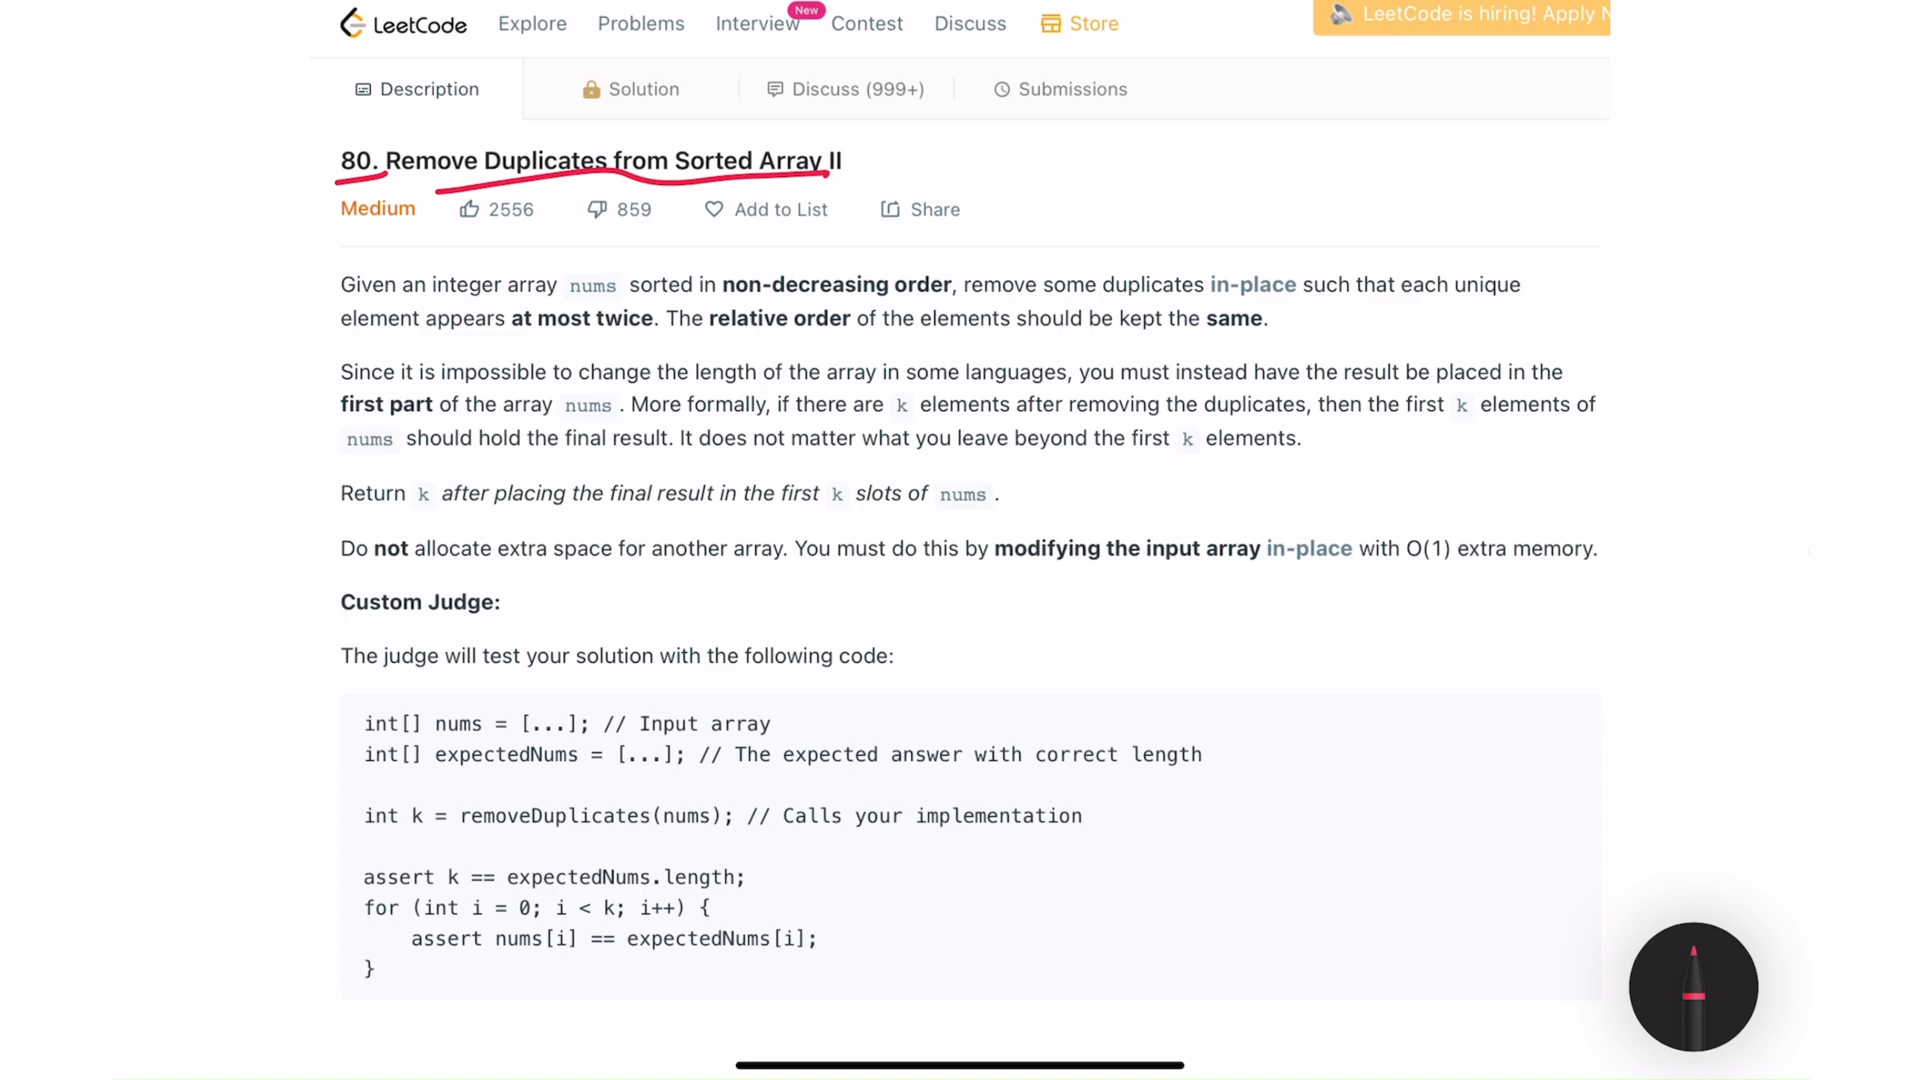 LeetCode Explore Problems Interview New Contest Discuss Store LeetCode is hiring! Apply N
Description Solution Discuss (999+) Submissions
80. Remove Duplicates from Sorted Array II
Medium 2556 859 Add to List Share
Given an integer array nums sorted in non-decreasing order, remove some duplicates in-place such that each unique
element appears at most twice. The relative order of the elements should be kept the same.
Since it is impossible to change the length of the array in some languages, you must instead have the result be placed in the
first part of the array nums . More formally, if there are k elements after removing the duplicates, then the first k elements of
nums should hold the final result. It does not matter what you leave beyond the first k elements.
Return k after placing the final result in the first k slots of nums .
Do not allocate extra space for another array. You must do this by modifying the input array in-place with O(1) extra memory.
Custom Judge:
The judge will test your solution with the following code:
int[] nums = [...]; // Input array
int[] expectedNums = [...]; // The expected answer with correct length
int k = removeDuplicates(nums); // Calls your implementation
assert k == expectedNums.length;
for (int i = 0; i < k; i++) {
    assert nums[i] == expectedNums[i];
}